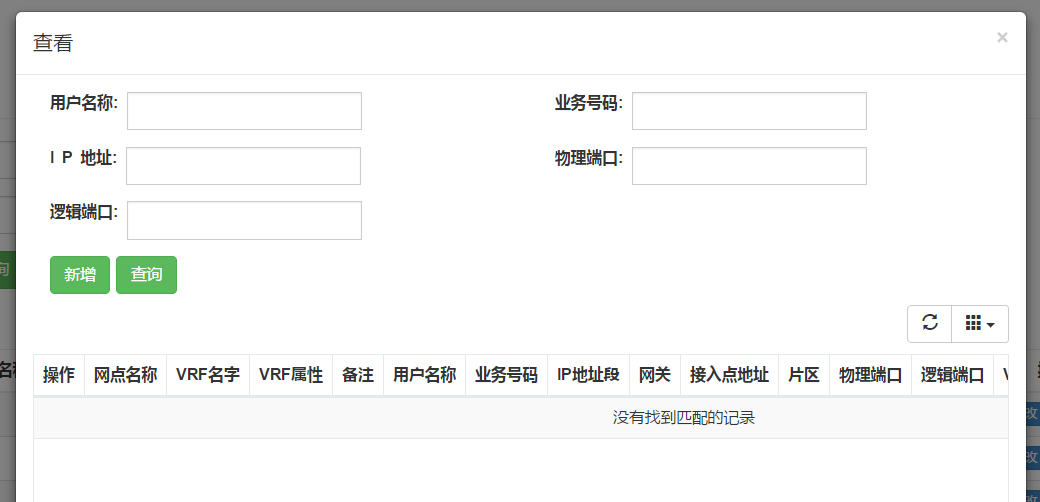 查看 ×
用户名称: 业务号码:
I P 地址: 物理端口:
逻辑端口:
新增 查询
操作 网点名称 VRF名字 VRF属性 备注 用户名称 业务号码 IP地址段 网关 接入点地址 片区 物理端口 逻辑端口
没有找到匹配的记录
改
改